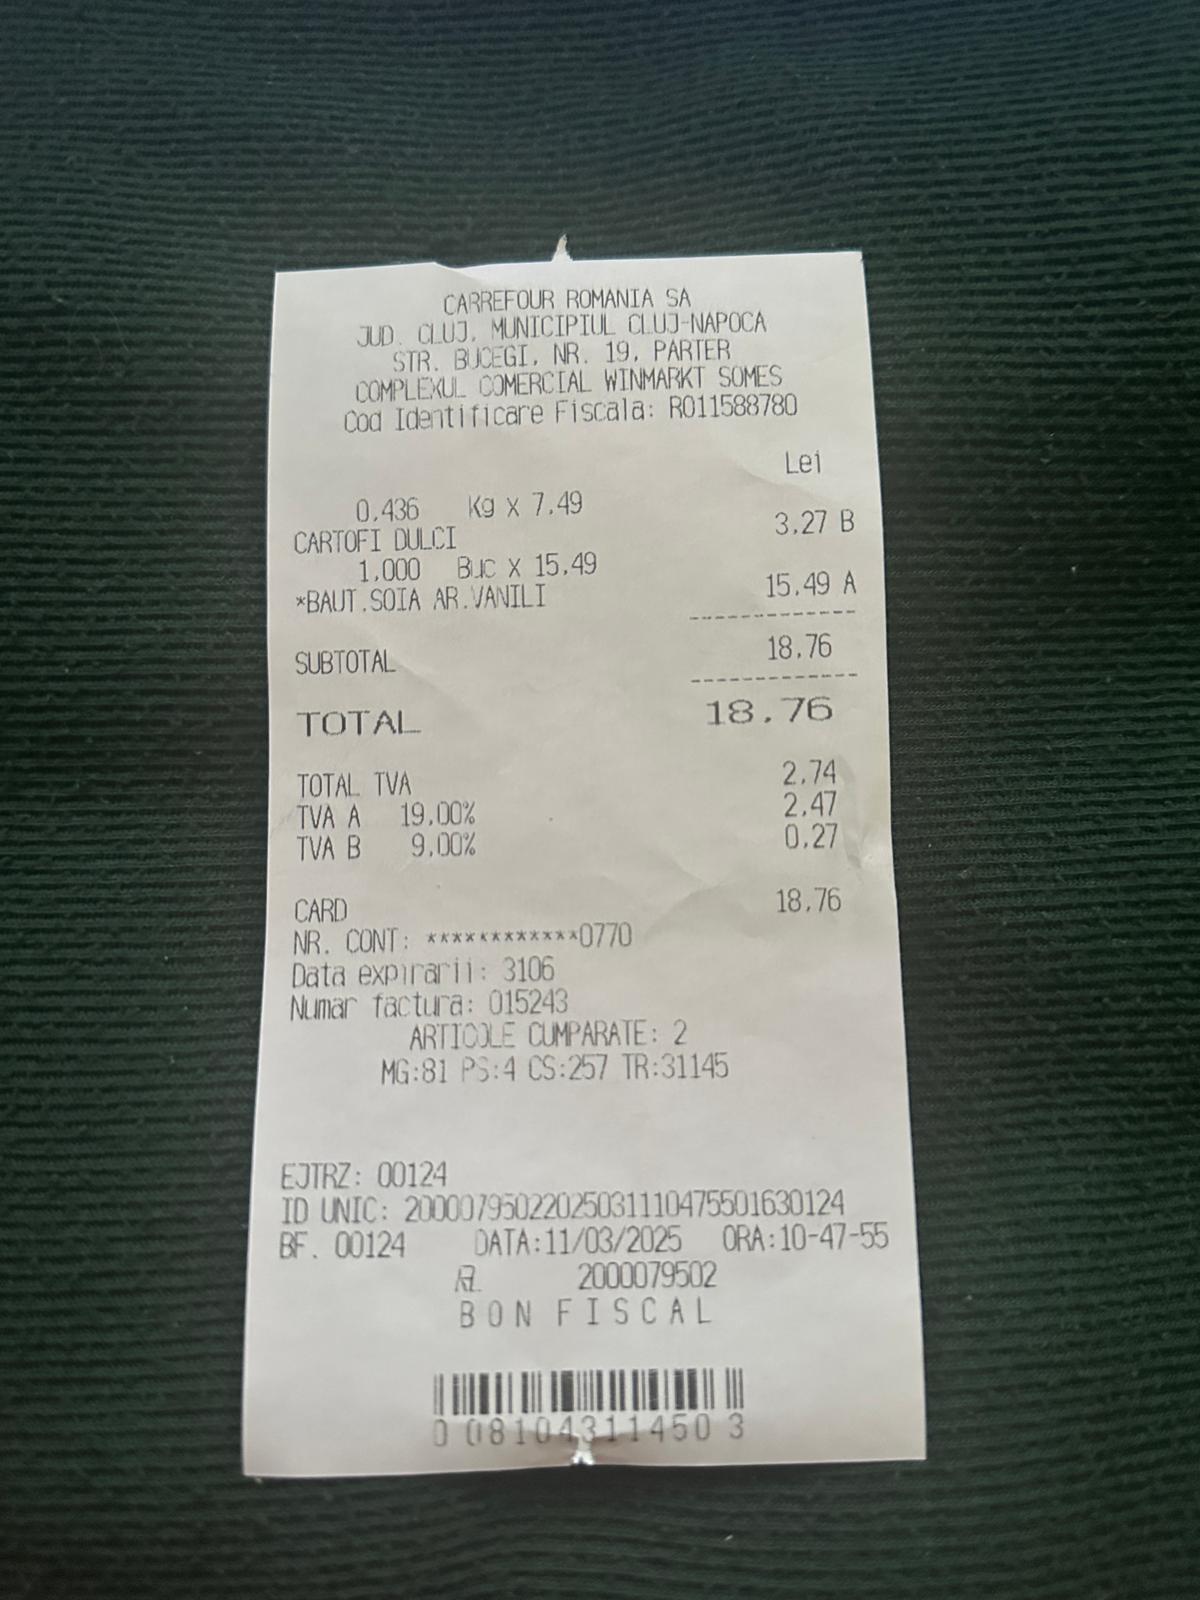 CARREFOUR ROMANIA SA
JUD. CLUJ, MUNICIPIUL CLUJ-NAPOCA
STR. BUCEGI, NR. 19, PARTER
COMPLEXUL COMERCIAL WINMARKT SOMES
Cod Identificare Fiscala: RO11588780
Lei
0,436 Kg X 7,49
CARTOFI DULCI 3,27 B
1,000 Buc X 15,49
*BAUT.SOIA AR.VANILI 15,49 A
SUBTOTAL 18,76
TOTAL 18,76
TOTAL TVA 2,74
TVA A 19,00% 2,47
TVA B 9,00% 0,27
CARD 18,76
NR. CONT: ************0770
Data expirarii: 3106
Numar factura: 015243
ARTICOLE CUMPARATE: 2
MG:81 PS:4 CS:257 TR:31145
EJTRZ: 00124
ID UNIC: 20000795022025031110475501630124
BF. 00124 DATA:11/03/2025 ORA:10-47-55
2000079502
BON FISCAL
0 081043114503